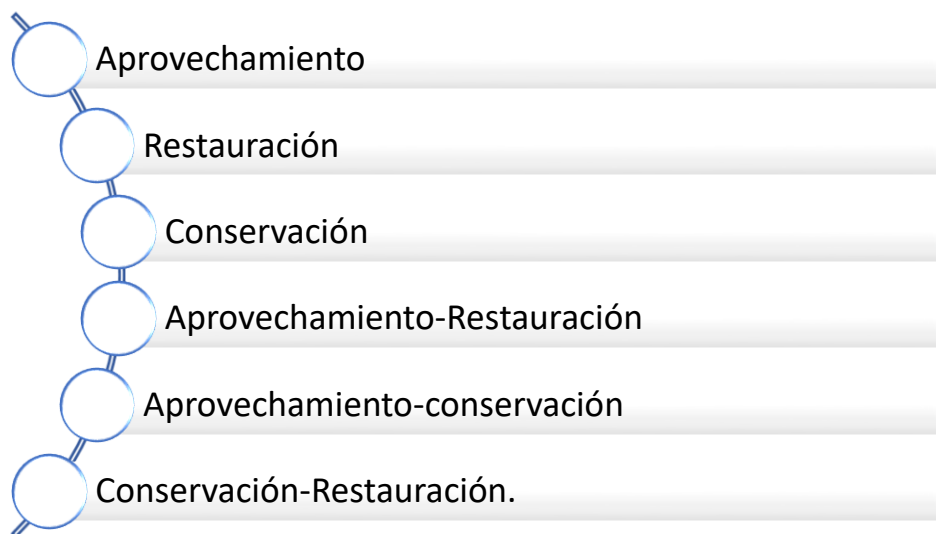 Aprovechamiento
Restauración
Conservación
Aprovechamiento-Restauración
Aprovechamiento-conservación
Conservación-Restauración.